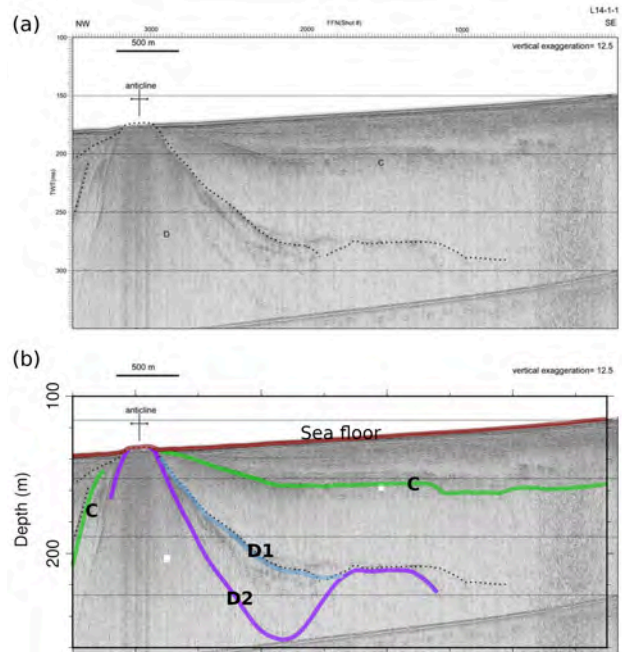 L14-1-1
(a)
NW
3000
FFN(Shot #)
2000
1000
SE
100
500 m
vertical exaggeration= 12.5
anticline
150
200
C
TWT(ms)
D
250
300
(b)
500 m
vertical exaggeration= 12.5
100
anticline
Sea floor
C
C
Depth (m)
D1
200
D2